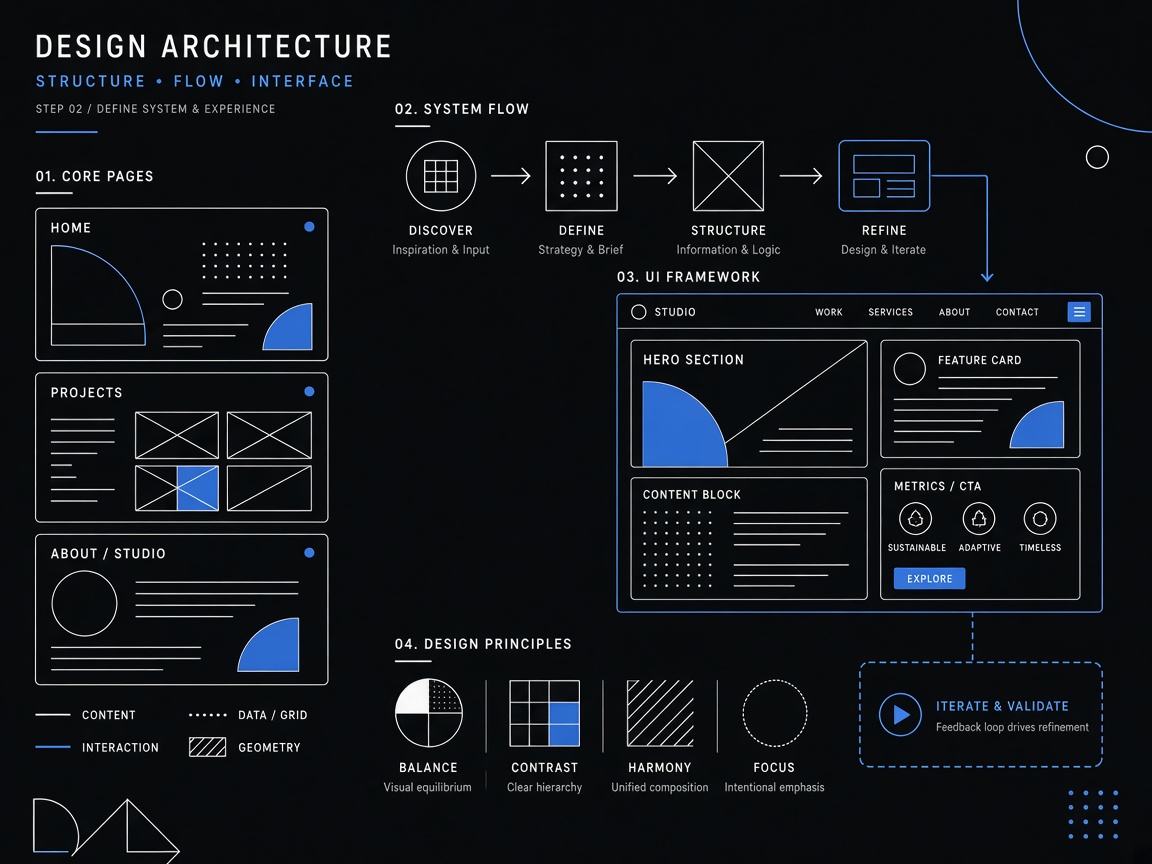 DESIGN ARCHITECTURE
STRUCTURE • FLOW • INTERFACE
STEP 02 / DEFINE SYSTEM & EXPERIENCE
01. CORE PAGES
HOME
PROJECTS
ABOUT / STUDIO
CONTENT
DATA / GRID
INTERACTION
GEOMETRY
02. SYSTEM FLOW
DISCOVER
Inspiration & Input
DEFINE
Strategy & Brief
STRUCTURE
Information & Logic
REFINE
Design & Iterate
03. UI FRAMEWORK
STUDIO
WORK
SERVICES
ABOUT
CONTACT
HERO SECTION
FEATURE CARD
CONTENT BLOCK
METRICS / CTA
SUSTAINABLE
ADAPTIVE
TIMELESS
EXPLORE
04. DESIGN PRINCIPLES
BALANCE
Visual equilibrium
CONTRAST
Clear hierarchy
HARMONY
Unified composition
FOCUS
Intentional emphasis
ITERATE & VALIDATE
Feedback loop drives refinement